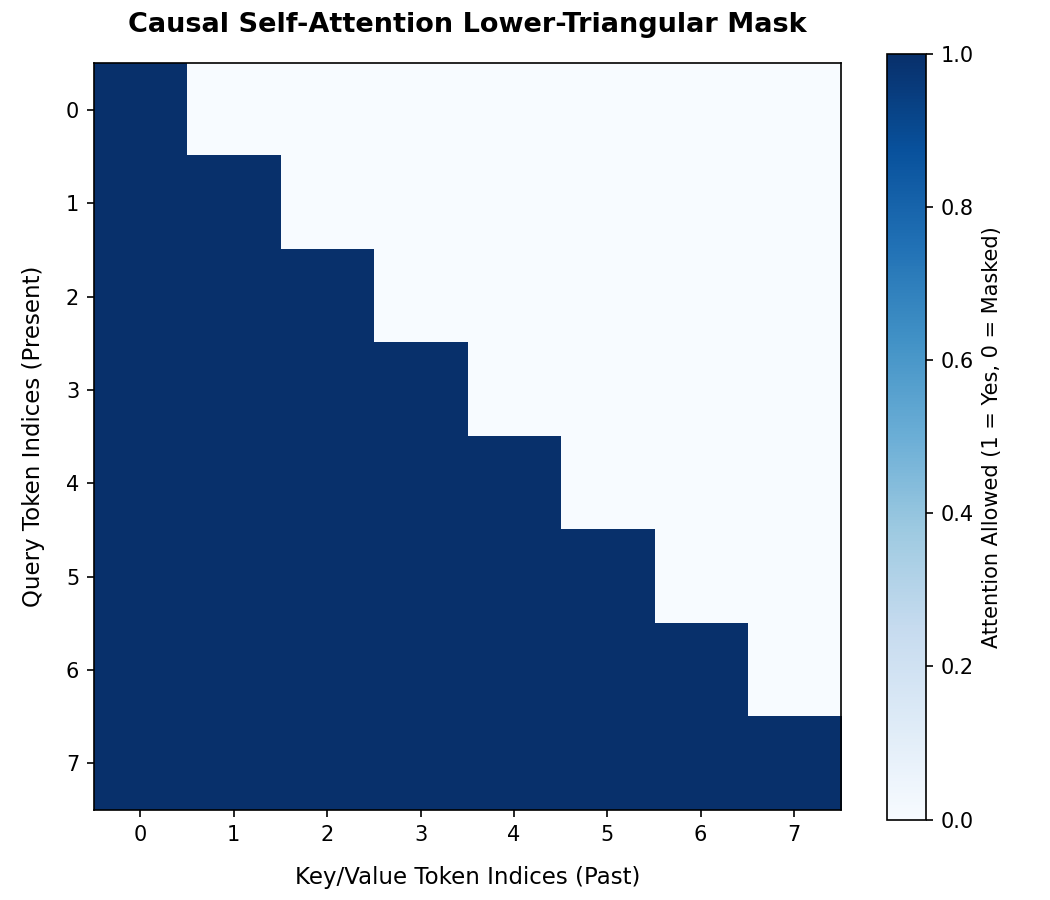 Causal Self-Attention Lower-Triangular Mask
Query Token Indices (Present)
0
1
2
3
4
5
6
7
0 1 2 3 4 5 6 7
Key/Value Token Indices (Past)
1.0
0.8
0.6
0.4
0.2
0.0
Attention Allowed (1 = Yes, 0 = Masked)